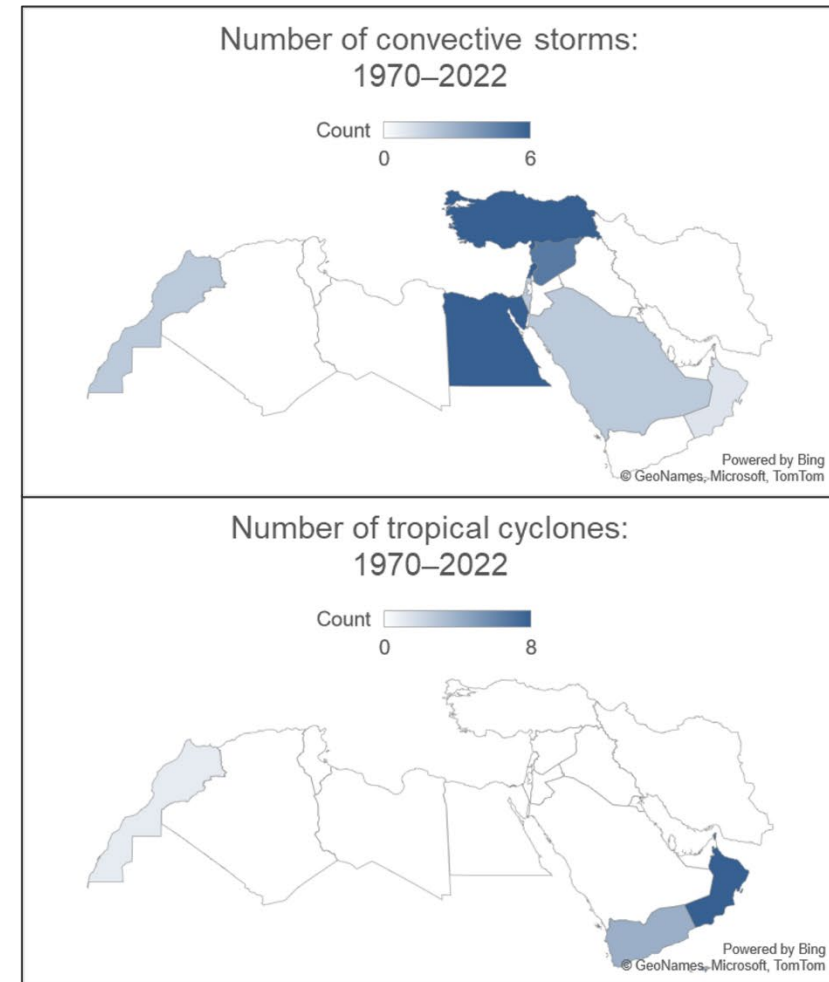 Number of convective storms:
1970–2022
Count
0 6
Powered by Bing
© GeoNames, Microsoft, TomTom
Number of tropical cyclones:
1970–2022
Count
0 8
Powered by Bing
© GeoNames, Microsoft, TomTom